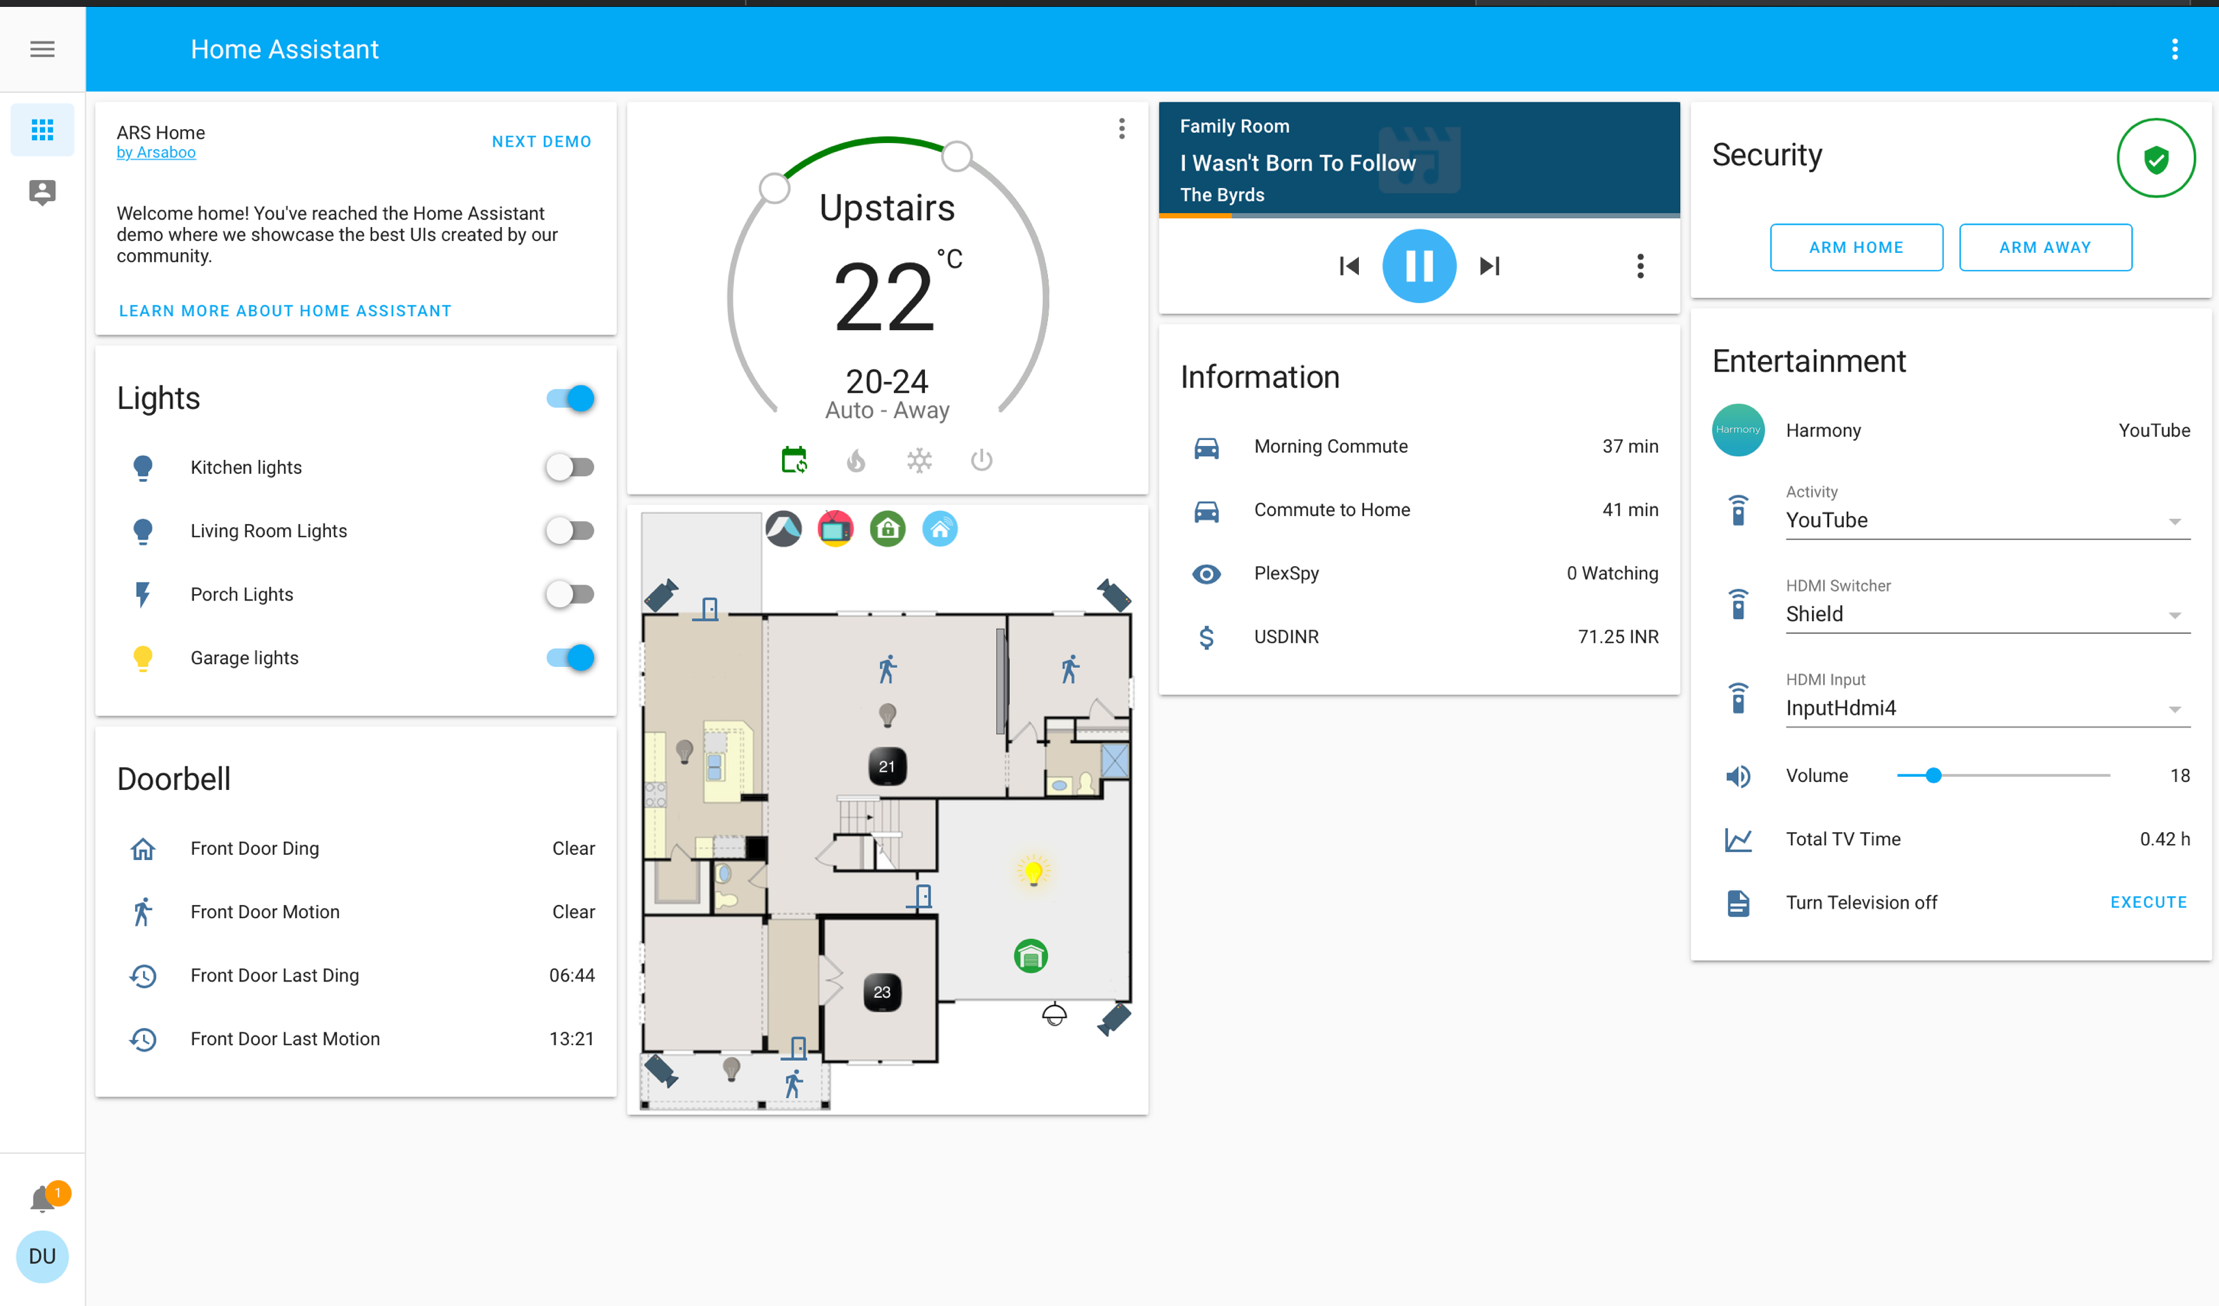 Home Assistant
ARS Home
by Arsaboo
NEXT DEMO
Welcome home! You've reached the Home Assistant
demo where we showcase the best UIs created by our
community.
LEARN MORE ABOUT HOME ASSISTANT
Lights
Kitchen lights
Living Room Lights
Porch Lights
Garage lights
Doorbell
Front Door Ding Clear
Front Door Motion Clear
Front Door Last Ding 06:44
Front Door Last Motion 13:21
Upstairs
22 °C
20-24
Auto - Away
21
23
Family Room
I Wasn't Born To Follow
The Byrds
Information
Morning Commute 37 min
Commute to Home 41 min
PlexSpy 0 Watching
USDINR 71.25 INR
Security
ARM HOME ARM AWAY
Entertainment
Harmony Harmony YouTube
Activity
YouTube
HDMI Switcher
Shield
HDMI Input
InputHdmi4
Volume 18
Total TV Time 0.42 h
Turn Television off EXECUTE
1
DU